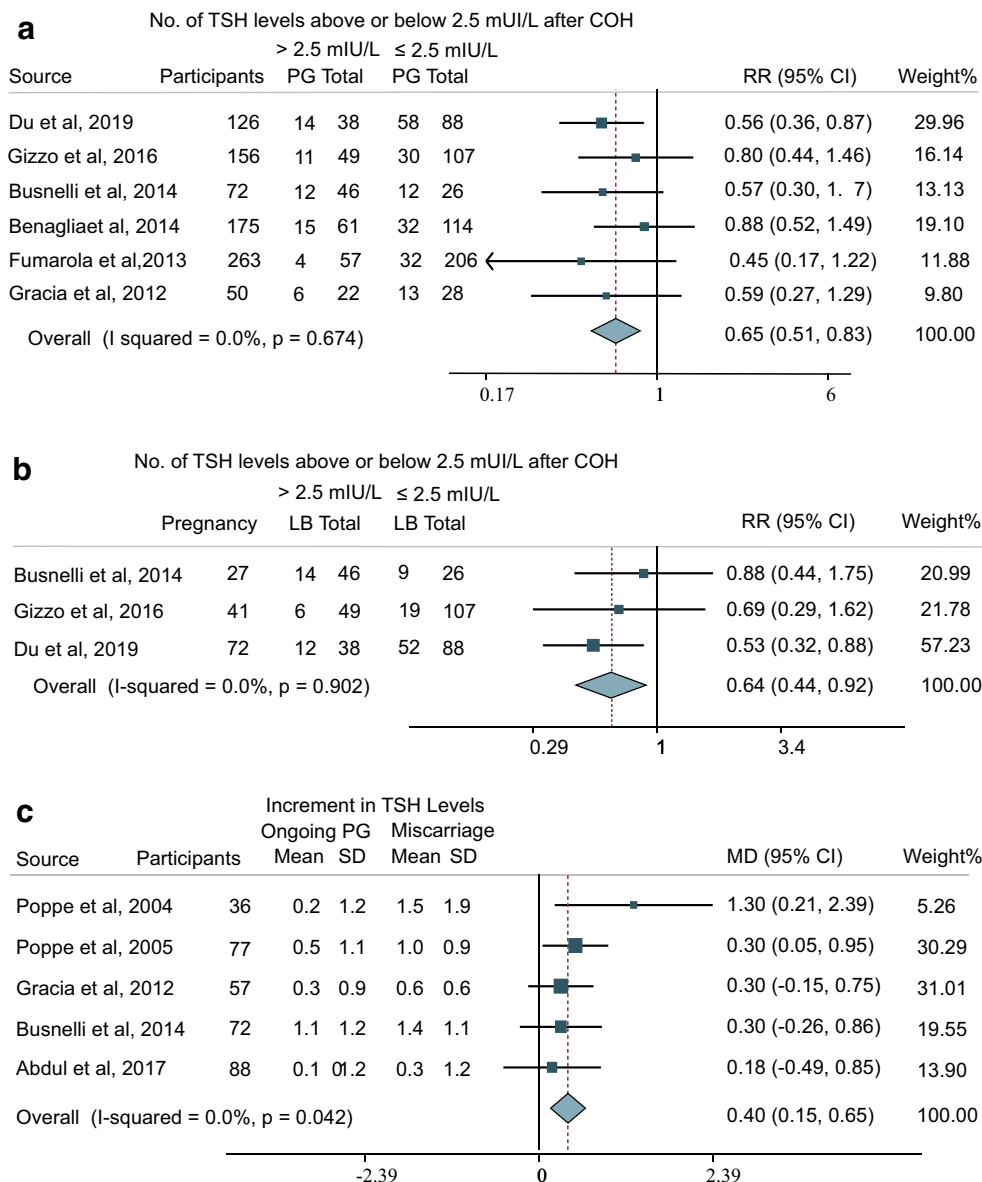 a
No. of TSH levels above or below 2.5 mUI/L after COH
> 2.5 mIU/L ≤ 2.5 mIU/L
Source Participants PG Total PG Total RR (95% CI) Weight%
Du et al, 2019 126 14 38 58 88 0.56 (0.36, 0.87) 29.96
Gizzo et al, 2016 156 11 49 30 107 0.80 (0.44, 1.46) 16.14
Busnelli et al, 2014 72 12 46 12 26 0.57 (0.30, 1. 7) 13.13
Benagliaet al, 2014 175 15 61 32 114 0.88 (0.52, 1.49) 19.10
Fumarola et al,2013 263 4 57 32 206 0.45 (0.17, 1.22) 11.88
Gracia et al, 2012 50 6 22 13 28 0.59 (0.27, 1.29) 9.80
Overall (I squared = 0.0%, p = 0.674) 0.65 (0.51, 0.83) 100.00
0.17 1 6
b
No. of TSH levels above or below 2.5 mUI/L after COH
> 2.5 mIU/L ≤ 2.5 mIU/L
Pregnancy LB Total LB Total RR (95% CI) Weight%
Busnelli et al, 2014 27 14 46 9 26 0.88 (0.44, 1.75) 20.99
Gizzo et al, 2016 41 6 49 19 107 0.69 (0.29, 1.62) 21.78
Du et al, 2019 72 12 38 52 88 0.53 (0.32, 0.88) 57.23
Overall (I-squared = 0.0%, p = 0.902) 0.64 (0.44, 0.92) 100.00
0.29 1 3.4
c
Increment in TSH Levels
Ongoing PG Miscarriage
Source Participants Mean SD Mean SD MD (95% CI) Weight%
Poppe et al, 2004 36 0.2 1.2 1.5 1.9 1.30 (0.21, 2.39) 5.26
Poppe et al, 2005 77 0.5 1.1 1.0 0.9 0.30 (0.05, 0.95) 30.29
Gracia et al, 2012 57 0.3 0.9 0.6 0.6 0.30 (-0.15, 0.75) 31.01
Busnelli et al, 2014 72 1.1 1.2 1.4 1.1 0.30 (-0.26, 0.86) 19.55
Abdul et al, 2017 88 0.1 01.2 0.3 1.2 0.18 (-0.49, 0.85) 13.90
Overall (I-squared = 0.0%, p = 0.042) 0.40 (0.15, 0.65) 100.00
-2.39 0 2.39